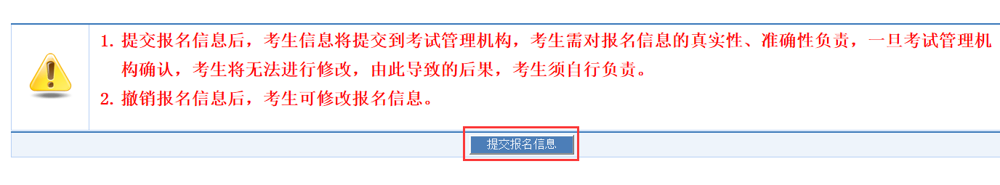 1. 提交报名信息后，考生信息将提交到考试管理机构，考生需对报名信息的真实性、准确性负责，一旦考试管理机
构确认，考生将无法进行修改，由此导致的后果，考生须自行负责。
2. 撤销报名信息后，考生可修改报名信息。
提交报名信息